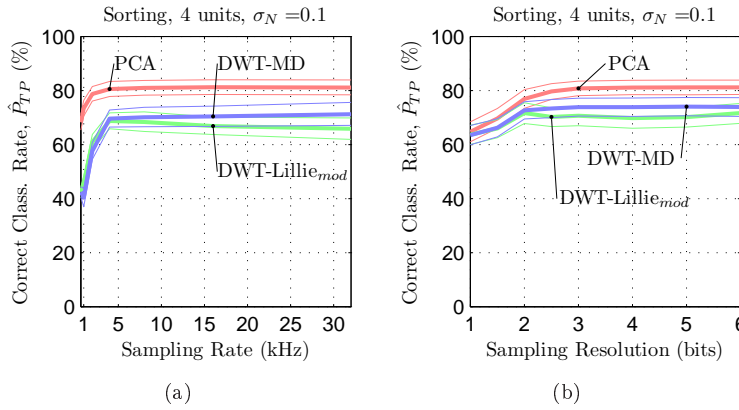 Sorting, 4 units, σ_N =0.1
Correct Class. Rate, P̂_TP (%)
100
80
60
40
20
0
PCA
DWT-MD
DWT-Lillie_mod
1 5 10 15 20 25 30
Sampling Rate (kHz)
(a)
Sorting, 4 units, σ_N =0.1
Correct Class. Rate, P̂_TP (%)
100
80
60
40
20
0
PCA
DWT-MD
DWT-Lillie_mod
1 2 3 4 5 6
Sampling Resolution (bits)
(b)